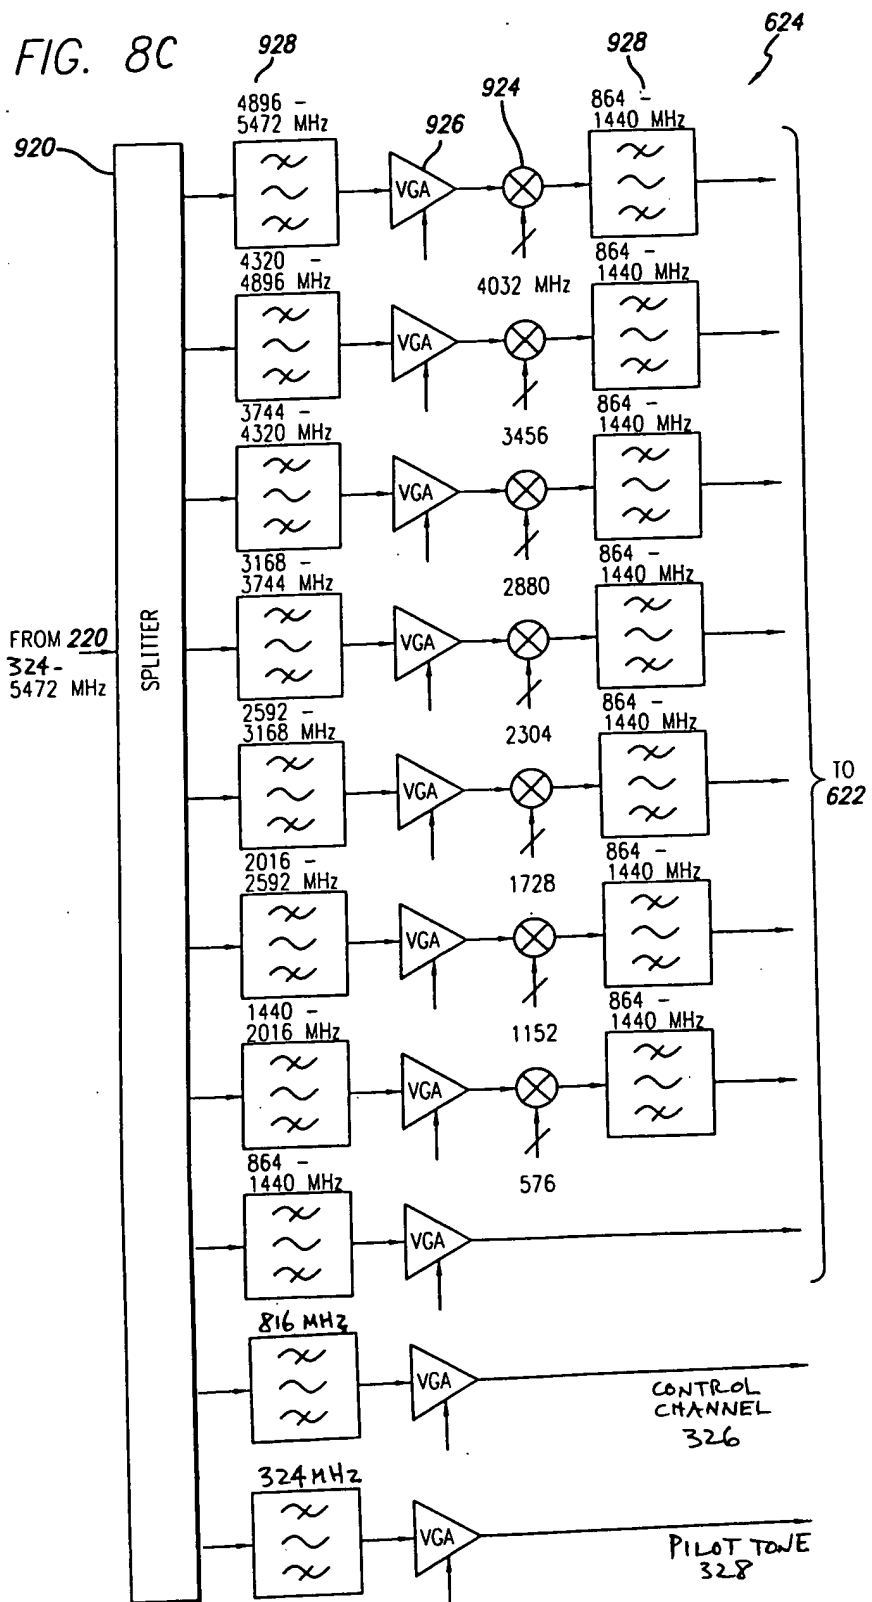 FIG. 8C
928
924
928
624
920
4896 -
5472 MHz
926
864 -
1440 MHz
VGA
4032 MHz
4320 -
4896 MHz
864 -
1440 MHz
VGA
3456
3744 -
4320 MHz
864 -
1440 MHz
VGA
2880
3168 -
3744 MHz
864 -
1440 MHz
VGA
2304
FROM 220
324-
5472 MHz
SPLITTER
2592 -
3168 MHz
864 -
1440 MHz
VGA
1728
TO
622
2016 -
2592 MHz
864 -
1440 MHz
VGA
1152
1440 -
2016 MHz
864 -
1440 MHz
VGA
576
864 -
1440 MHz
VGA
816 MHz
VGA
CONTROL
CHANNEL
326
324 MHz
VGA
PILOT TONE
328